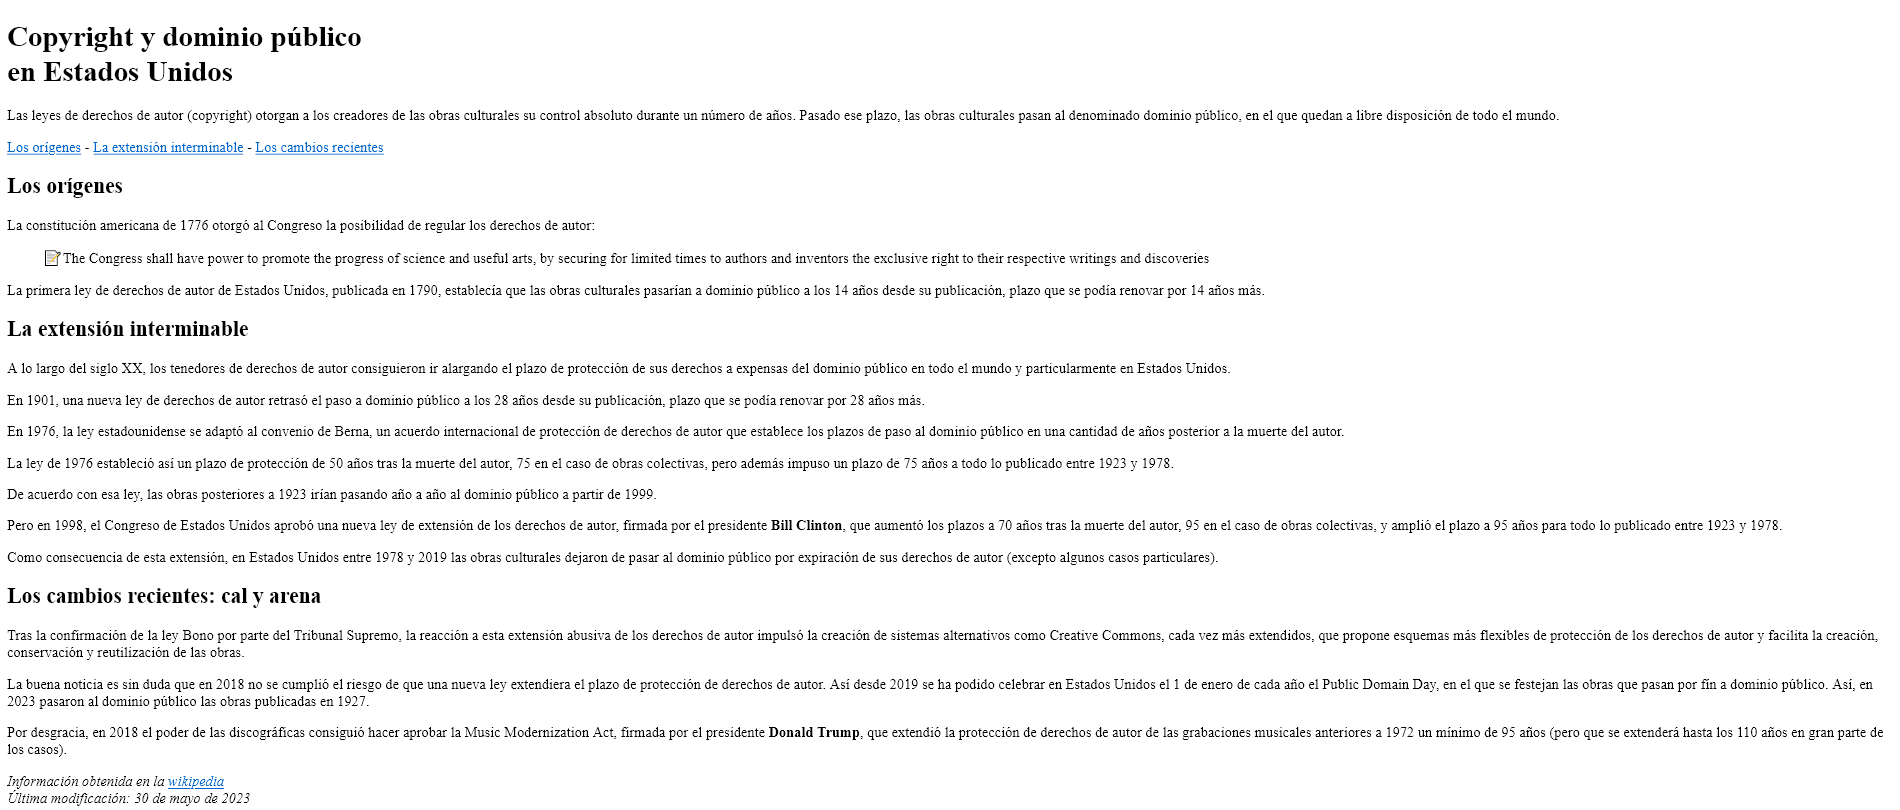 Copyright y dominio público
en Estados Unidos
Las leyes de derechos de autor (copyright) otorgan a los creadores de las obras culturales su control absoluto durante un número de años. Pasado ese plazo, las obras culturales pasan al denominado dominio público, en el que quedan a libre disposición de todo el mundo.
Los orígenes - La extensión interminable - Los cambios recientes
Los orígenes
La constitución americana de 1776 otorgó al Congreso la posibilidad de regular los derechos de autor:
The Congress shall have power to promote the progress of science and useful arts, by securing for limited times to authors and inventors the exclusive right to their respective writings and discoveries
La primera ley de derechos de autor de Estados Unidos, publicada en 1790, establecía que las obras culturales pasarían a dominio público a los 14 años desde su publicación, plazo que se podía renovar por 14 años más.
La extensión interminable
A lo largo del siglo XX, los tenedores de derechos de autor consiguieron ir alargando el plazo de protección de sus derechos a expensas del dominio público en todo el mundo y particularmente en Estados Unidos.
En 1901, una nueva ley de derechos de autor retrasó el paso a dominio público a los 28 años desde su publicación, plazo que se podía renovar por 28 años más.
En 1976, la ley estadounidense se adaptó al convenio de Berna, un acuerdo internacional de protección de derechos de autor que establece los plazos de paso al dominio público en una cantidad de años posterior a la muerte del autor.
La ley de 1976 estableció así un plazo de protección de 50 años tras la muerte del autor, 75 en el caso de obras colectivas, pero además impuso un plazo de 75 años a todo lo publicado entre 1923 y 1978.
De acuerdo con esa ley, las obras posteriores a 1923 irían pasando año a año al dominio público a partir de 1999.
Pero en 1998, el Congreso de Estados Unidos aprobó una nueva ley de extensión de los derechos de autor, firmada por el presidente Bill Clinton, que aumentó los plazos a 70 años tras la muerte del autor, 95 en el caso de obras colectivas, y amplió el plazo a 95 años para todo lo publicado entre 1923 y 1978.
Como consecuencia de esta extensión, en Estados Unidos entre 1978 y 2019 las obras culturales dejaron de pasar al dominio público por expiración de sus derechos de autor (excepto algunos casos particulares).
Los cambios recientes: cal y arena
Tras la confirmación de la ley Bono por parte del Tribunal Supremo, la reacción a esta extensión abusiva de los derechos de autor impulsó la creación de sistemas alternativos como Creative Commons, cada vez más extendidos, que propone esquemas más flexibles de protección de los derechos de autor y facilita la creación,
conservación y reutilización de las obras.
La buena noticia es sin duda que en 2018 no se cumplió el riesgo de que una nueva ley extendiera el plazo de protección de derechos de autor. Así desde 2019 se ha podido celebrar en Estados Unidos el 1 de enero de cada año el Public Domain Day, en el que se festejan las obras que pasan por fín a dominio público. Así, en
2023 pasaron al dominio público las obras publicadas en 1927.
Por desgracia, en 2018 el poder de las discográficas consiguió hacer aprobar la Music Modernization Act, firmada por el presidente Donald Trump, que extendió la protección de derechos de autor de las grabaciones musicales anteriores a 1972 un mínimo de 95 años (pero que se extenderá hasta los 110 años en gran parte de
los casos).
Información obtenida en la wikipedia
Última modificación: 30 de mayo de 2023